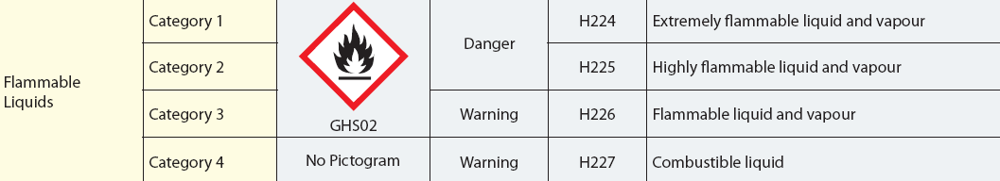 Flammable
Liquids
Category 1
Category 2
Category 3
Category 4
GHS02
No Pictogram
Danger
Warning
Warning
H224
Extremely flammable liquid and vapour
H225
Highly flammable liquid and vapour
H226
Flammable liquid and vapour
H227
Combustible liquid